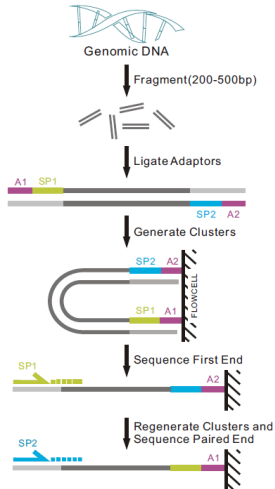 Genomic DNA
Fragment(200-500bp)
Ligate Adaptors
A1 SP1
SP2 A2
Generate Clusters
SP2 A2
FLOWCELL
SP1 A1
Sequence First End
SP1
A2
Regenerate Clusters and
Sequence Paired End
SP2
A1